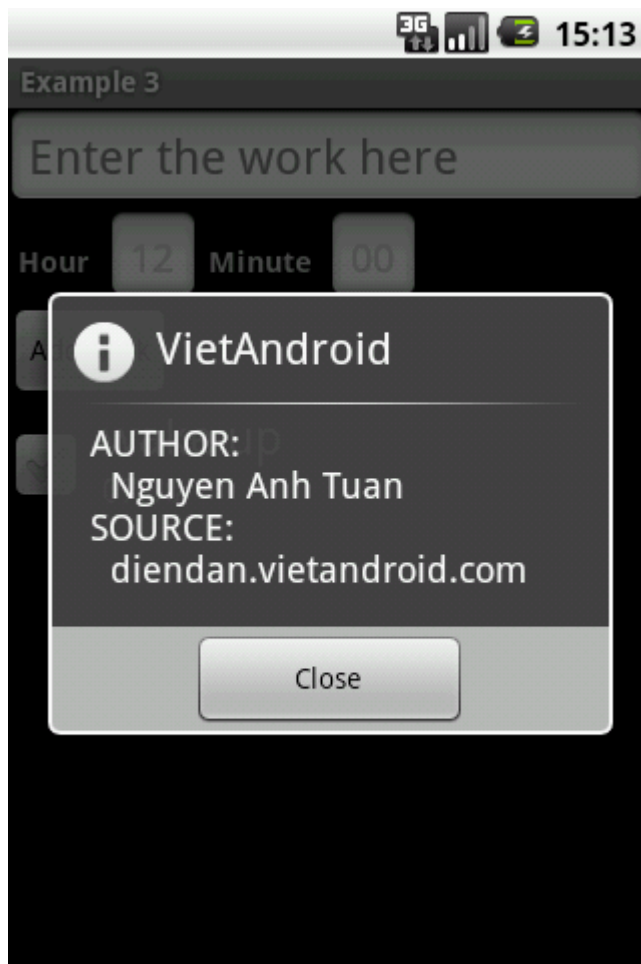 3G 15:13
Example 3
Enter the work here
Hour 12 Minute 00
VietAndroid
AUTHOR:
Nguyen Anh Tuan
SOURCE:
diendan.vietandroid.com
Close